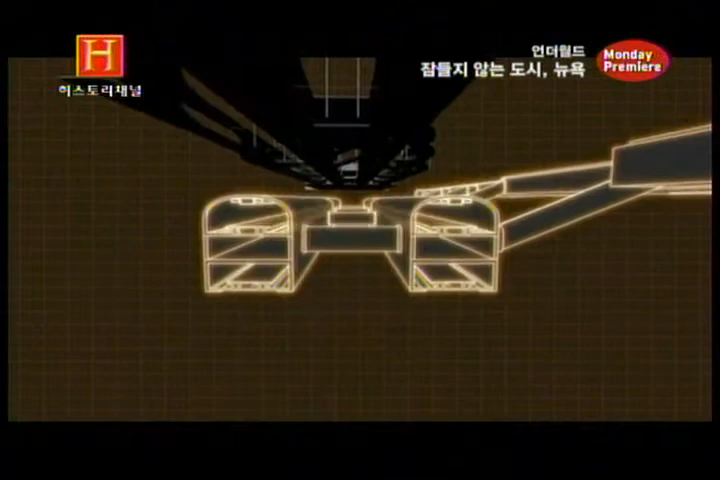 H
히스토리채널
언더월드
잠들지 않는 도시, 뉴욕
Monday
Premiere